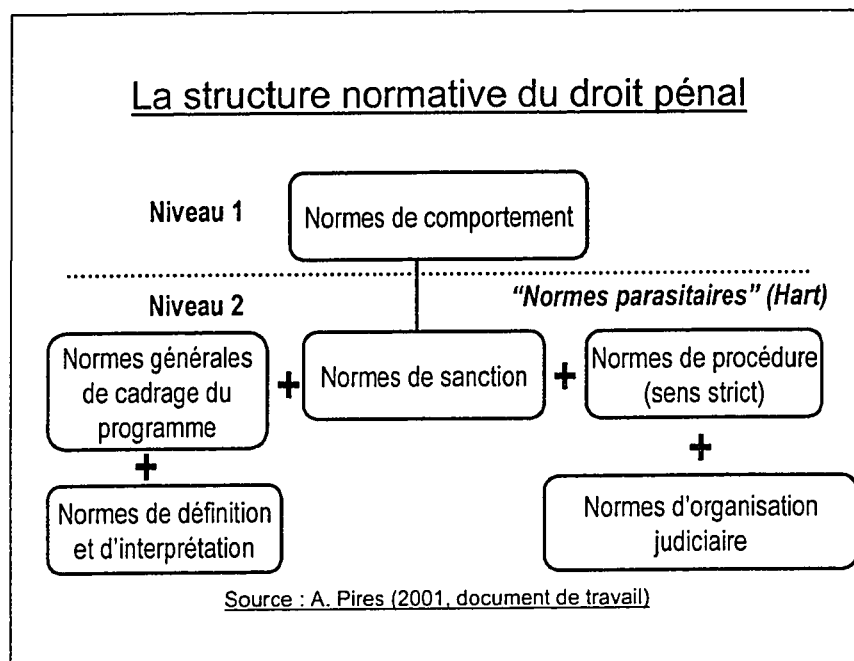 La structure normative du droit pénal
Niveau 1
Normes de comportement
Niveau 2
"Normes parasitaires" (Hart)
Normes générales
de cadrage du
programme
+
Normes de sanction
+
Normes de procédure
(sens strict)
+
+
Normes de définition
et d'interprétation
Normes d'organisation
judiciaire
Source : A. Pires (2001, document de travail)